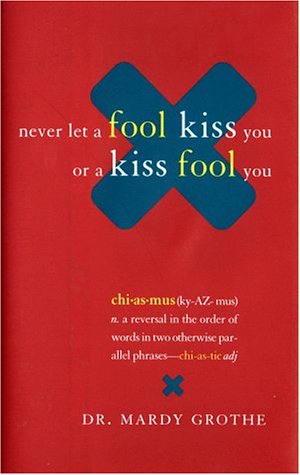 never let a fool kiss you
or a kiss fool you
chi·as·mus (ky-AZ- mus)
n. a reversal in the order of
words in two otherwise par-
allel phrases—chi·as·tic adj
DR. MARDY GROTHE